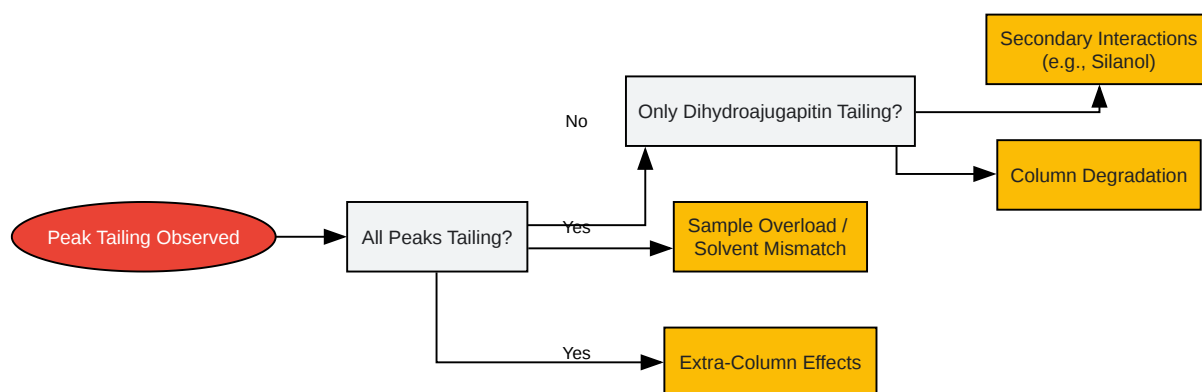 Secondary Interactions
(e.g., Silanol)
No
Only Dihydroajugapitin Tailing?
Column Degradation
Peak Tailing Observed
All Peaks Tailing?
Yes
Sample Overload /
Solvent Mismatch
Yes
Extra-Column Effects